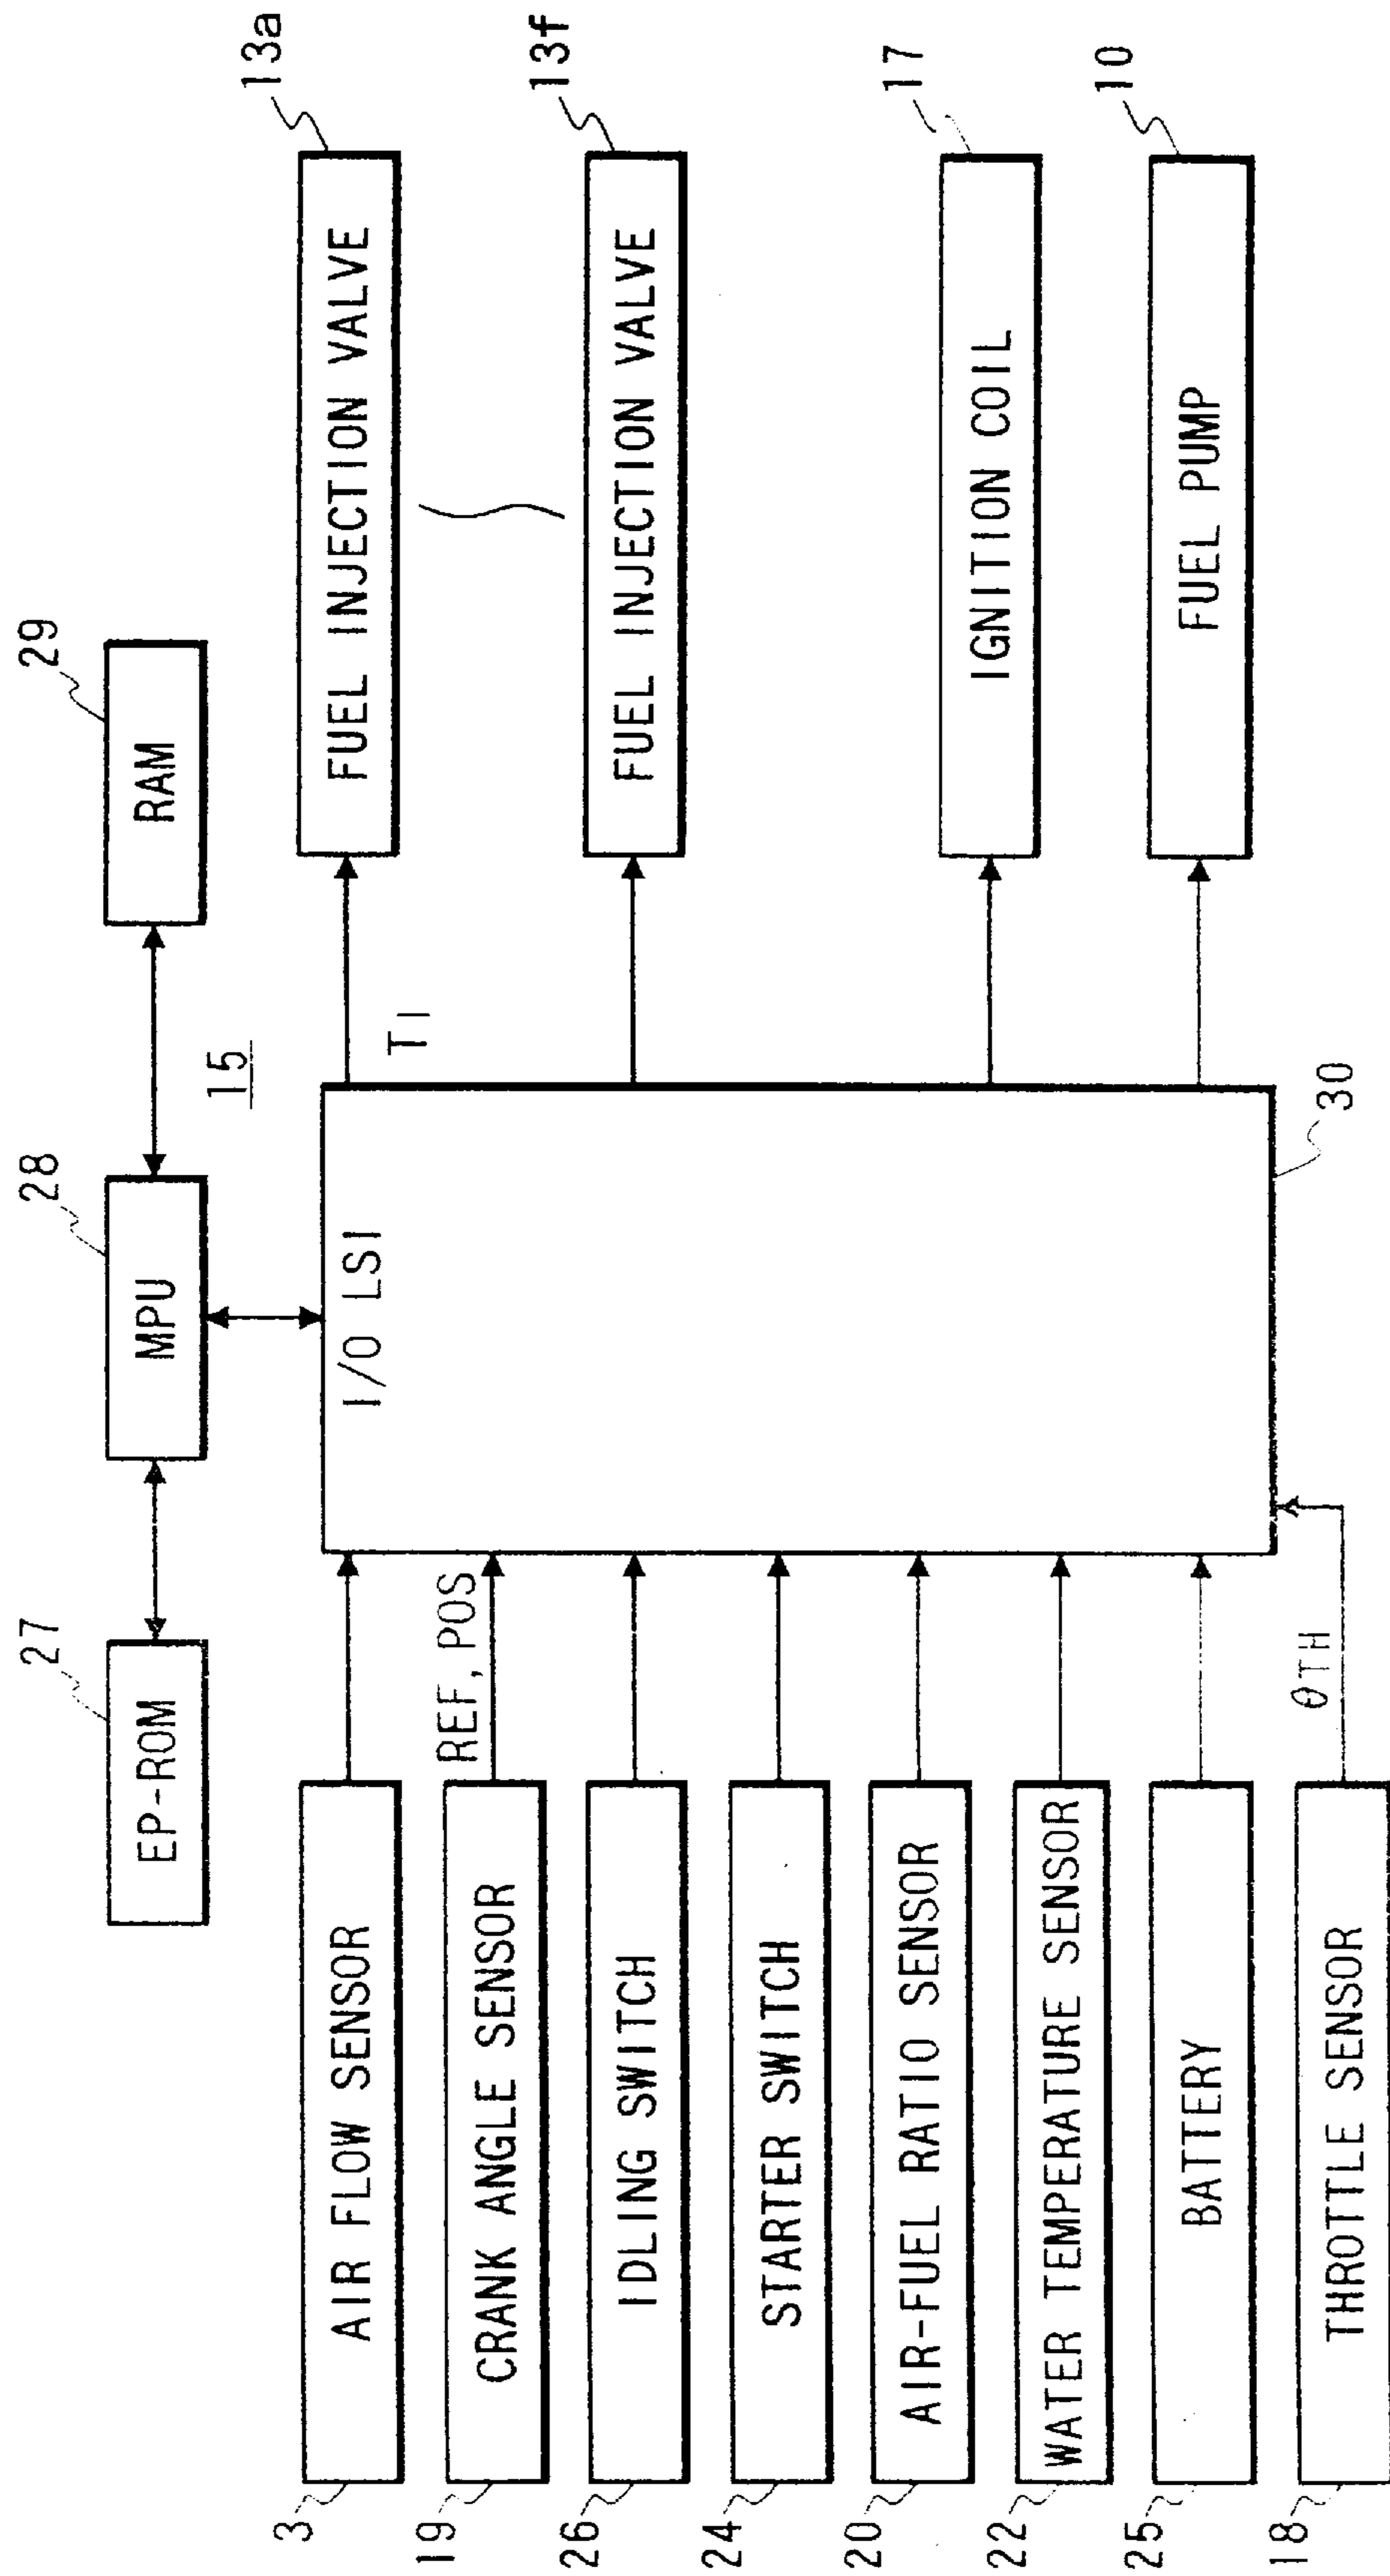 27
28
29
EP-ROM
MPU
RAM
15
3
AIR FLOW SENSOR
I/O LSI
TI
FUEL INJECTION VALVE
13a
19
CRANK ANGLE SENSOR
REF, POS
26
IDLING SWITCH
FUEL INJECTION VALVE
13f
24
STARTER SWITCH
20
AIR-FUEL RATIO SENSOR
IGNITION COIL
17
22
WATER TEMPERATURE SENSOR
25
BATTERY
FUEL PUMP
10
18
THROTTLE SENSOR
θTH
30